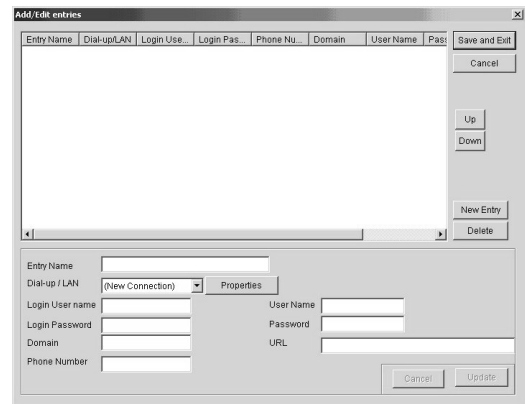 Add/Edit entries
Entry Name Dial-up/LAN Login Use... Login Pas... Phone Nu... Domain User Name Pass
Save and Exit
Cancel
Up
Down
New Entry
Delete
Entry Name
Dial-up / LAN (New Connection) Properties
Login User name User Name
Login Password Password
Domain URL
Phone Number
Cancel Update